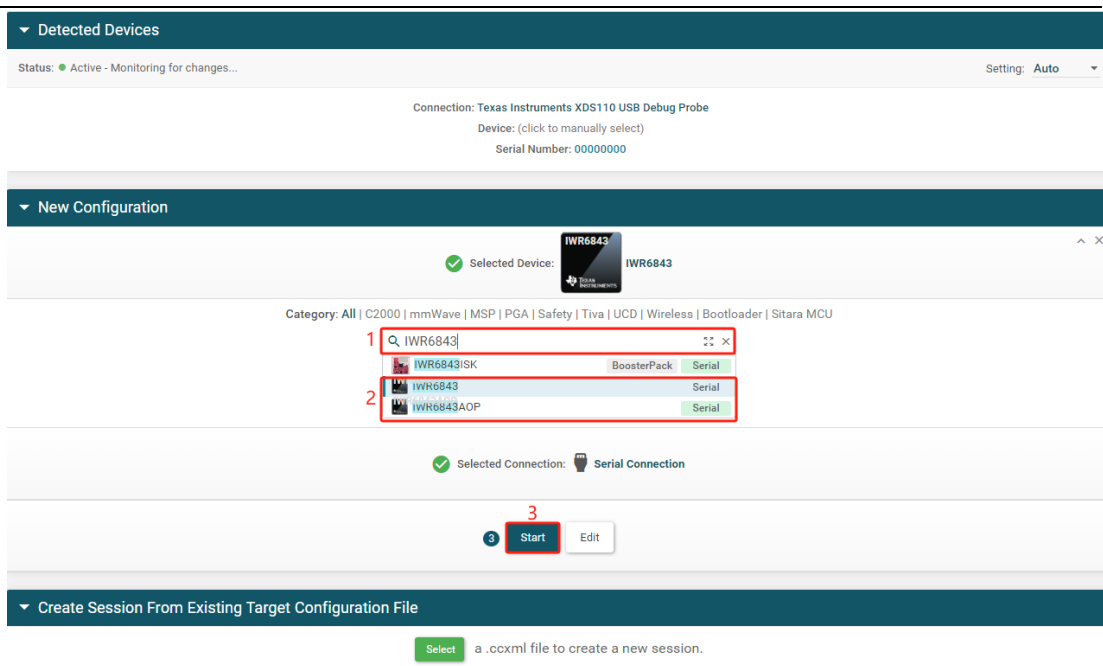 Detected Devices
Status: Active - Monitoring for changes... Setting: Auto
Connection: Texas Instruments XDS110 USB Debug Probe
Device: (click to manually select)
Serial Number: 00000000
New Configuration
Selected Device: IWR6843 TEXAS INSTRUMENTS IWR6843
Category: All | C2000 | mmWave | MSP | PGA | Safety | Tiva | UCD | Wireless | Bootloader | Sitara MCU
1 IWR6843
IWR6843ISK BoosterPack Serial
IWR6843 Serial
2 IWR6843AOP Serial
Selected Connection: Serial Connection
3
3 Start Edit
Create Session From Existing Target Configuration File
Select a .ccxml file to create a new session.